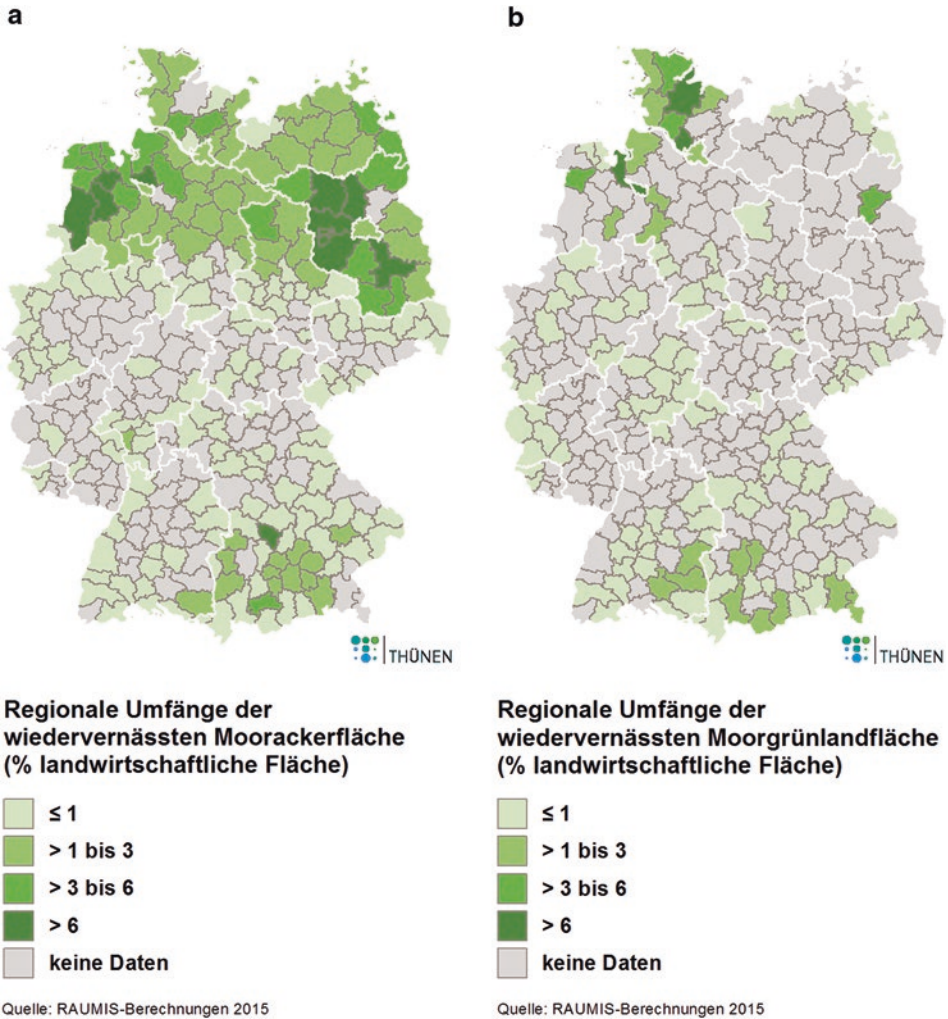 a
THÜNEN
Regionale Umfänge der
wiedervernässten Moorackerfläche
(% landwirtschaftliche Fläche)
≤ 1
> 1 bis 3
> 3 bis 6
> 6
keine Daten
Quelle: RAUMIS-Berechnungen 2015
b
THÜNEN
Regionale Umfänge der
wiedervernässten Moorgrünlandfläche
(% landwirtschaftliche Fläche)
≤ 1
> 1 bis 3
> 3 bis 6
> 6
keine Daten
Quelle: RAUMIS-Berechnungen 2015